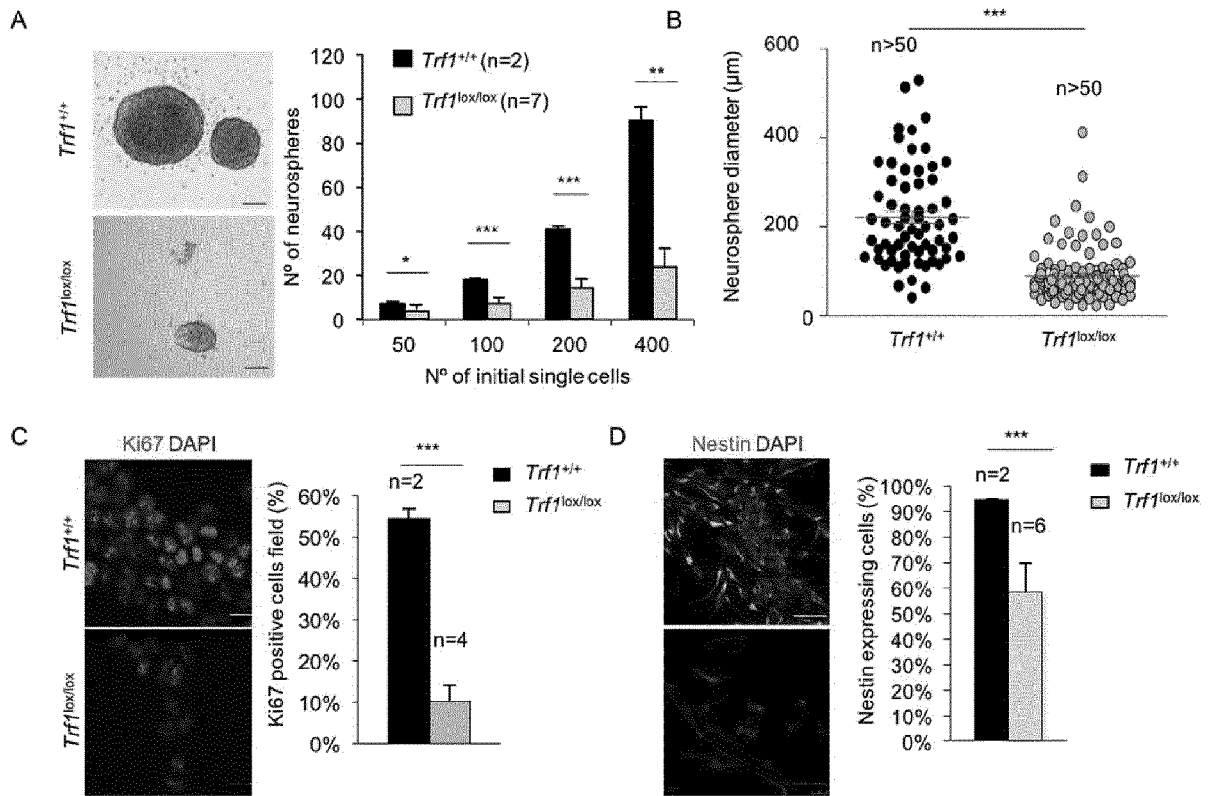 A
Trf1+/+
Trf1lox/lox
Nº of neurospheres
120
100
80
60
40
20
0
Trf1+/+ (n=2)
Trf1lox/lox (n=7)
*
***
***
**
50 100 200 400
Nº of initial single cells
B
***
n>50
n>50
Neurosphere diameter (µm)
600
400
200
0
Trf1+/+ Trf1lox/lox
C
Ki67 DAPI
Trf1+/+
Trf1lox/lox
Ki67 positive cells field (%)
60%
50%
40%
30%
20%
10%
0%
***
n=2
n=4
Trf1+/+
Trf1lox/lox
D
Nestin DAPI
Nestin expressing cells (%)
100%
90%
80%
70%
60%
50%
40%
30%
20%
10%
0%
***
n=2
n=6
Trf1+/+
Trf1lox/lox